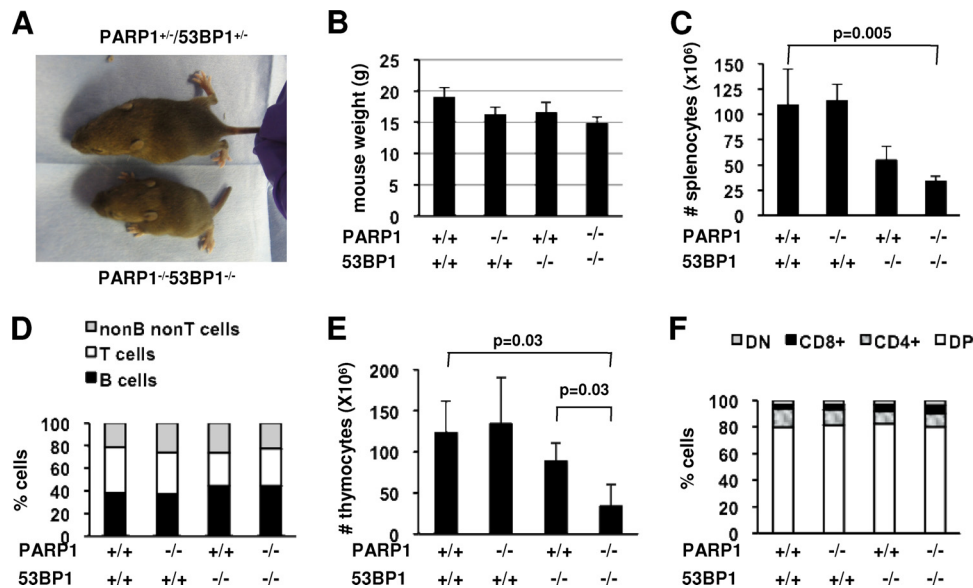 A
PARP1+/-/53BP1+/-
PARP1-/-53BP1-/-
B
mouse weight (g)
25
20
15
10
5
0
PARP1 +/+ -/- +/+ -/-
53BP1 +/+ +/+ -/- -/-
C
p=0.005
# splenocytes (x10⁶)
150
125
100
75
50
25
0
PARP1 +/+ -/- +/+ -/-
53BP1 +/+ +/+ -/- -/-
D
nonB nonT cells
T cells
B cells
% cells
100
80
60
40
20
0
PARP1 +/+ -/- +/+ -/-
53BP1 +/+ +/+ -/- -/-
E
p=0.03
p=0.03
# thymocytes (X10⁶)
200
150
100
50
0
PARP1 +/+ -/- +/+ -/-
53BP1 +/+ +/+ -/- -/-
F
DN CD8+ CD4+ DP
% cells
100
80
60
40
20
0
PARP1 +/+ -/- +/+ -/-
53BP1 +/+ +/+ -/- -/-